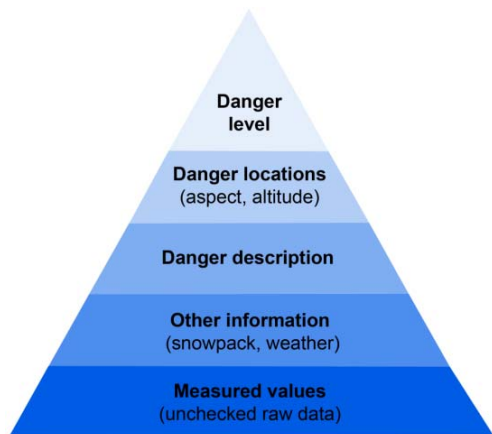 Danger
level
Danger locations
(aspect, altitude)
Danger description
Other information
(snowpack, weather)
Measured values
(unchecked raw data)